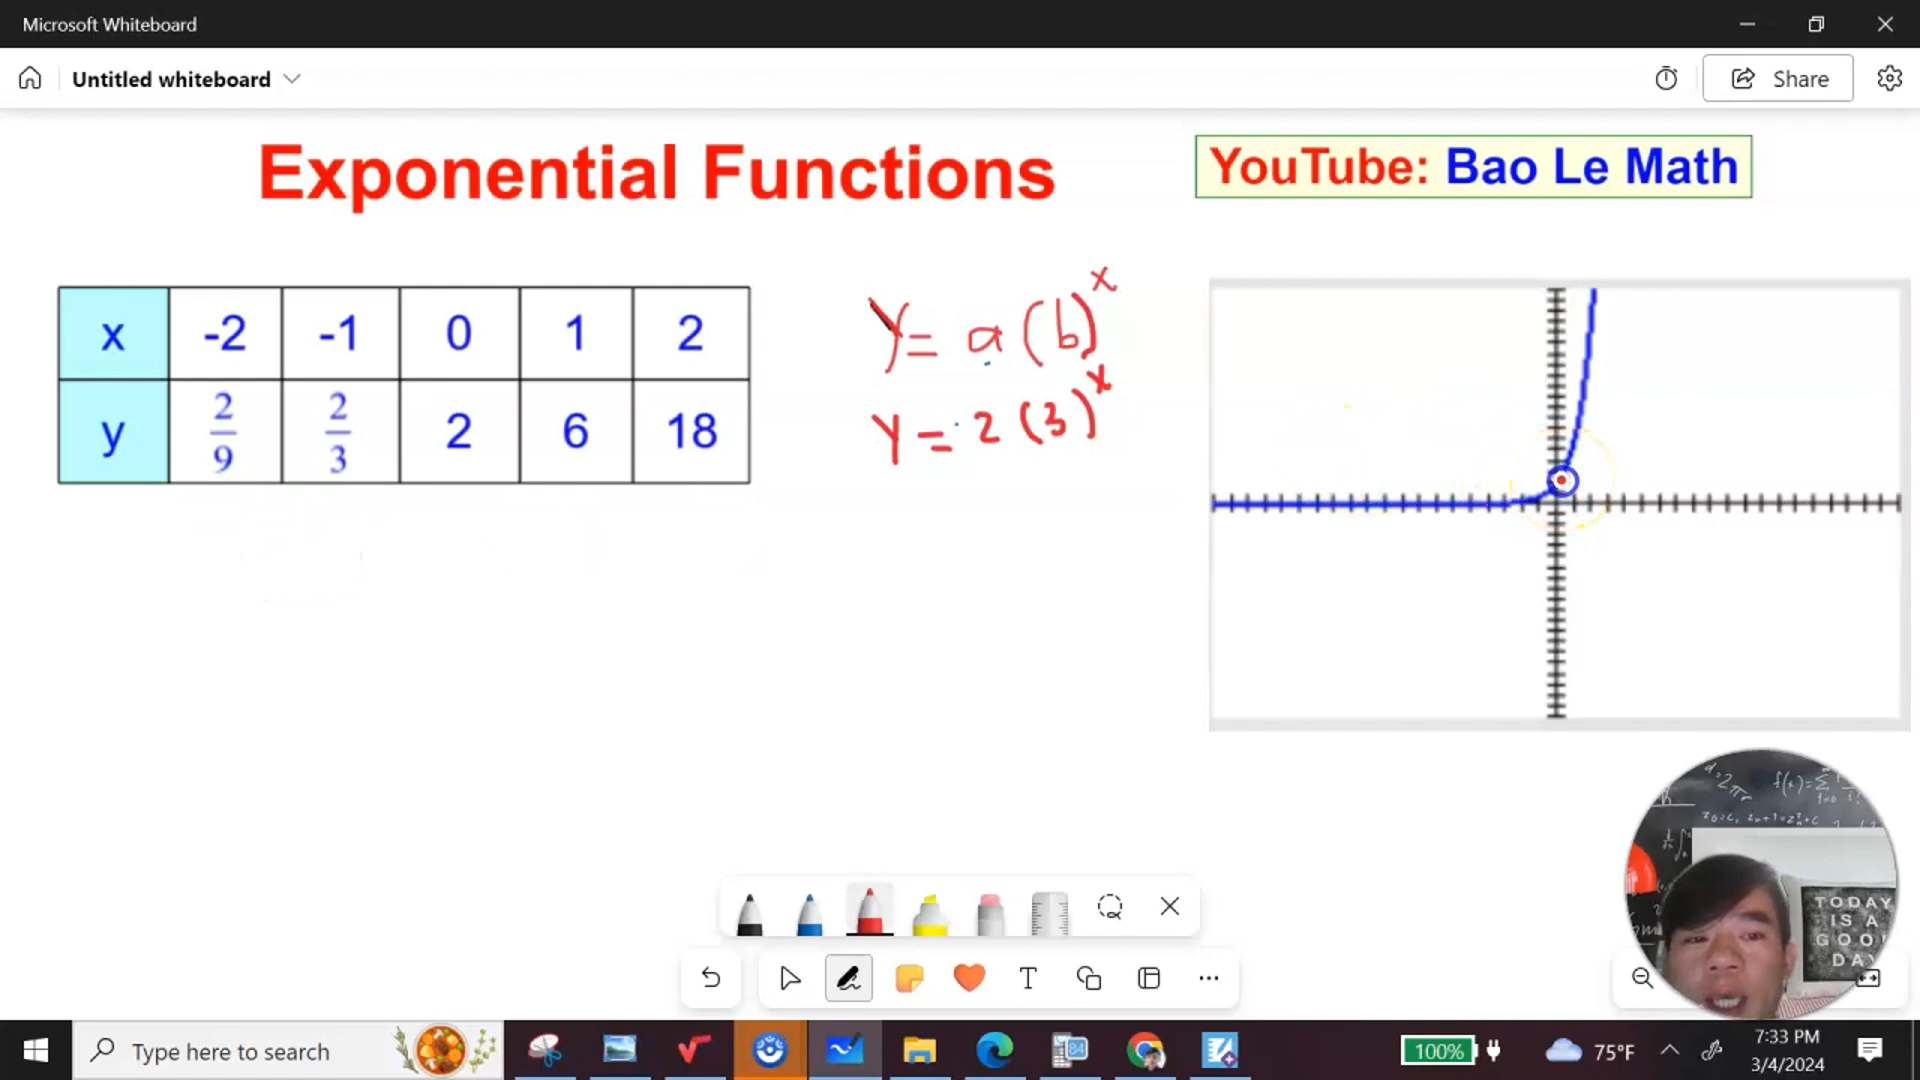 Microsoft Whiteboard
Untitled whiteboard
Share
Exponential Functions
YouTube: Bao Le Math
x -2 -1 0 1 2
y 2/9 2/3 2 6 18
y = a (b)^x
y = 2 (3)^x
TODAY
IS A
GOO
DAY
Type here to search
84
100%
75°F
7:33 PM
3/4/2024